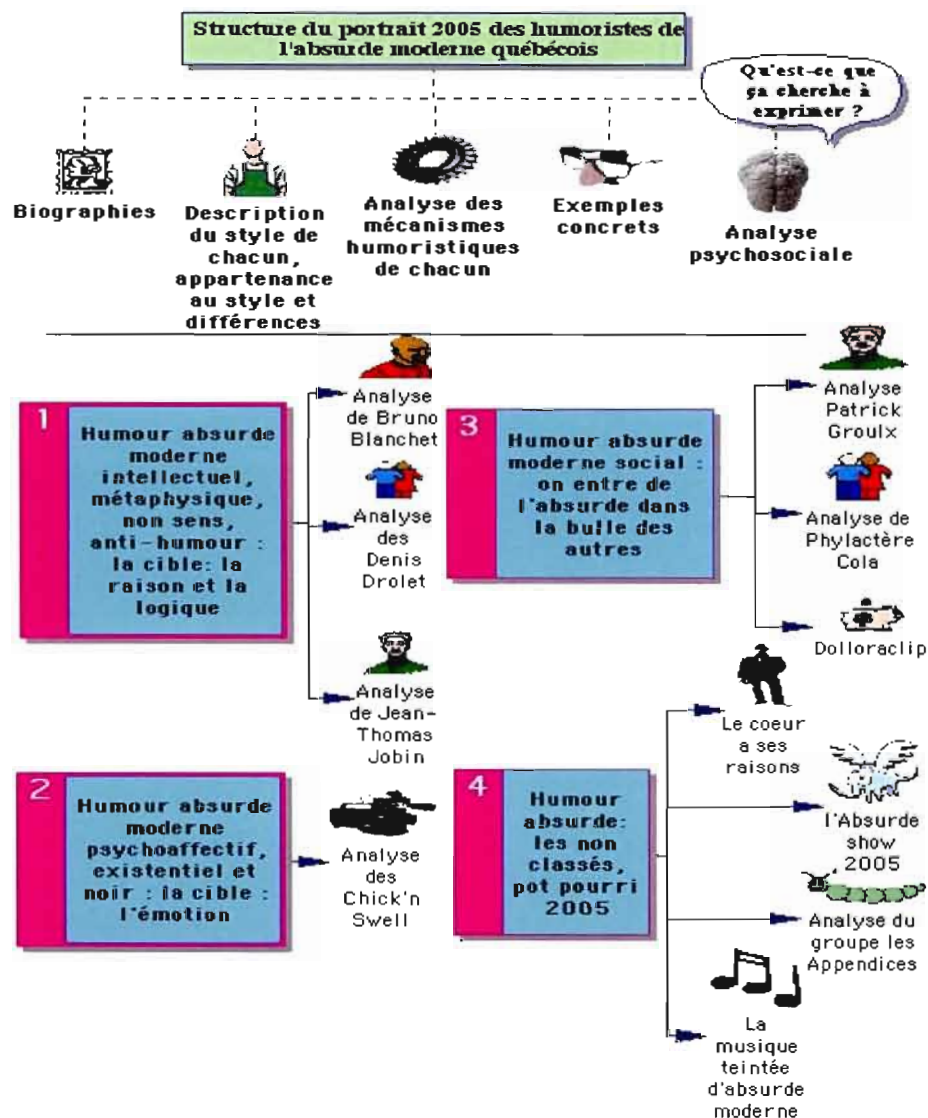 Structure du portrait 2005 des humoristes de
l'absurde moderne québécois
Qu'est-ce que
ça cherche à
exprimer ?
Biographies
Description
du style de
chacun,
appartenance
au style et
différences
Analyse des
mécanismes
humoristiques
de chacun
Exemples
concrets
Analyse
psychosociale
1
Humour absurde
moderne
intellectuel,
métaphysique,
non sens,
anti-humour :
la cible: la
raison et la
logique
Analyse
de Bruno
Blanchet
Analyse
des
Denis
Drolet
Analyse
de Jean-
Thomas
Jobin
2
Humour absurde
moderne
psychoaffectif,
existentiel et
noir : la cible :
l'émotion
Analyse
des
Chick'n
Swell
3
Humour absurde
moderne social :
on entre de
l'absurde dans
la bulle des
autres
Analyse
Patrick
Groulx
Analyse de
Phylactère
Cola
Dolloraclip
4
Humour
absurde:
les non
classés,
pot pourri
2005
Le coeur
a ses
raisons
l'Absurde
show
2005
Analyse du
groupe les
Appendices
La
musique
teintée
d'absurde
moderne